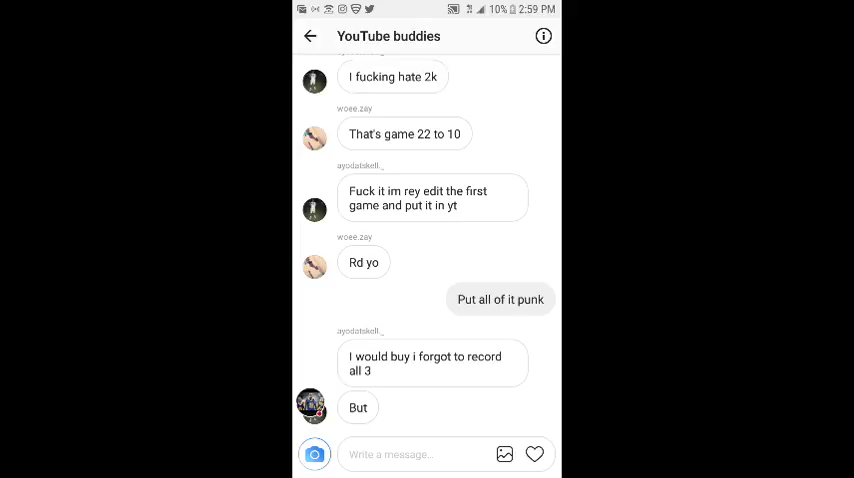 10% 2:59 PM
YouTube buddies
I fucking hate 2k
woee.zay
That's game 22 to 10
ayodatskell._
Fuck it im rey edit the first
game and put it in yt
woee.zay
Rd yo
Put all of it punk
ayodatskell._
I would buy i forgot to record
all 3
But
Write a message...